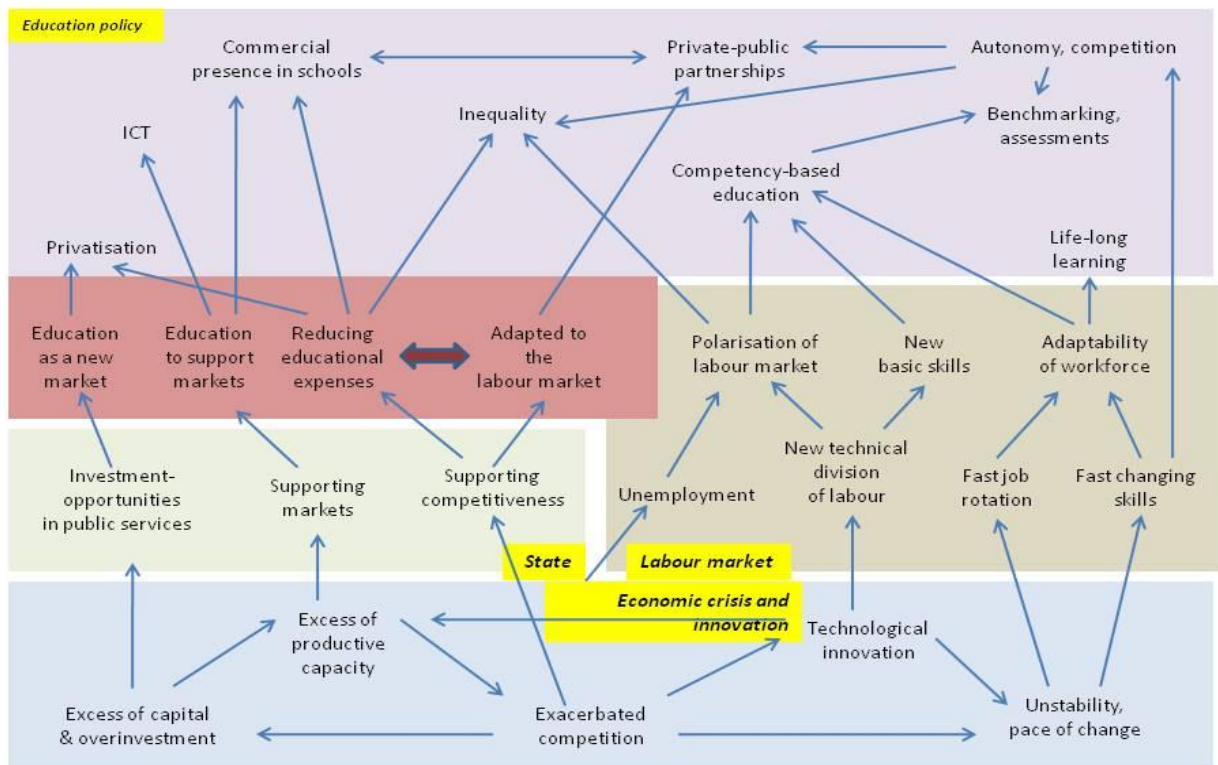 Education policy
Commercial
presence in schools
Private-public
partnerships
Autonomy, competition
ICT
Inequality
Benchmarking,
assessments
Competency-based
education
Privatisation
Life-long
learning
Education
as a new
market
Education
to support
markets
Reducing
educational
expenses
Adapted to
the
labour market
Polarisation of
labour market
New
basic skills
Adaptability
of workforce
Investment-
opportunities
in public services
Supporting
markets
Supporting
competitiveness
Unemployment
New technical
division
of labour
Fast job
rotation
Fast changing
skills
State
Labour market
Economic crisis and
innovation
Excess of
productive
capacity
Technological
innovation
Excess of capital
& overinvestment
Exacerbated
competition
Unstability,
pace of change